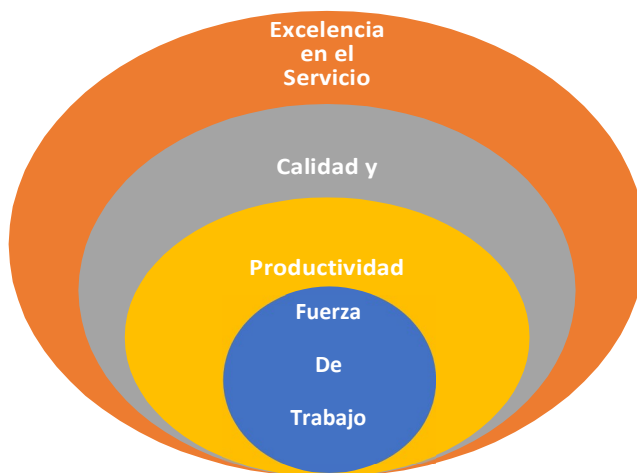 Excelencia
en el
Servicio
Calidad y
Productividad
Fuerza
De
Trabajo